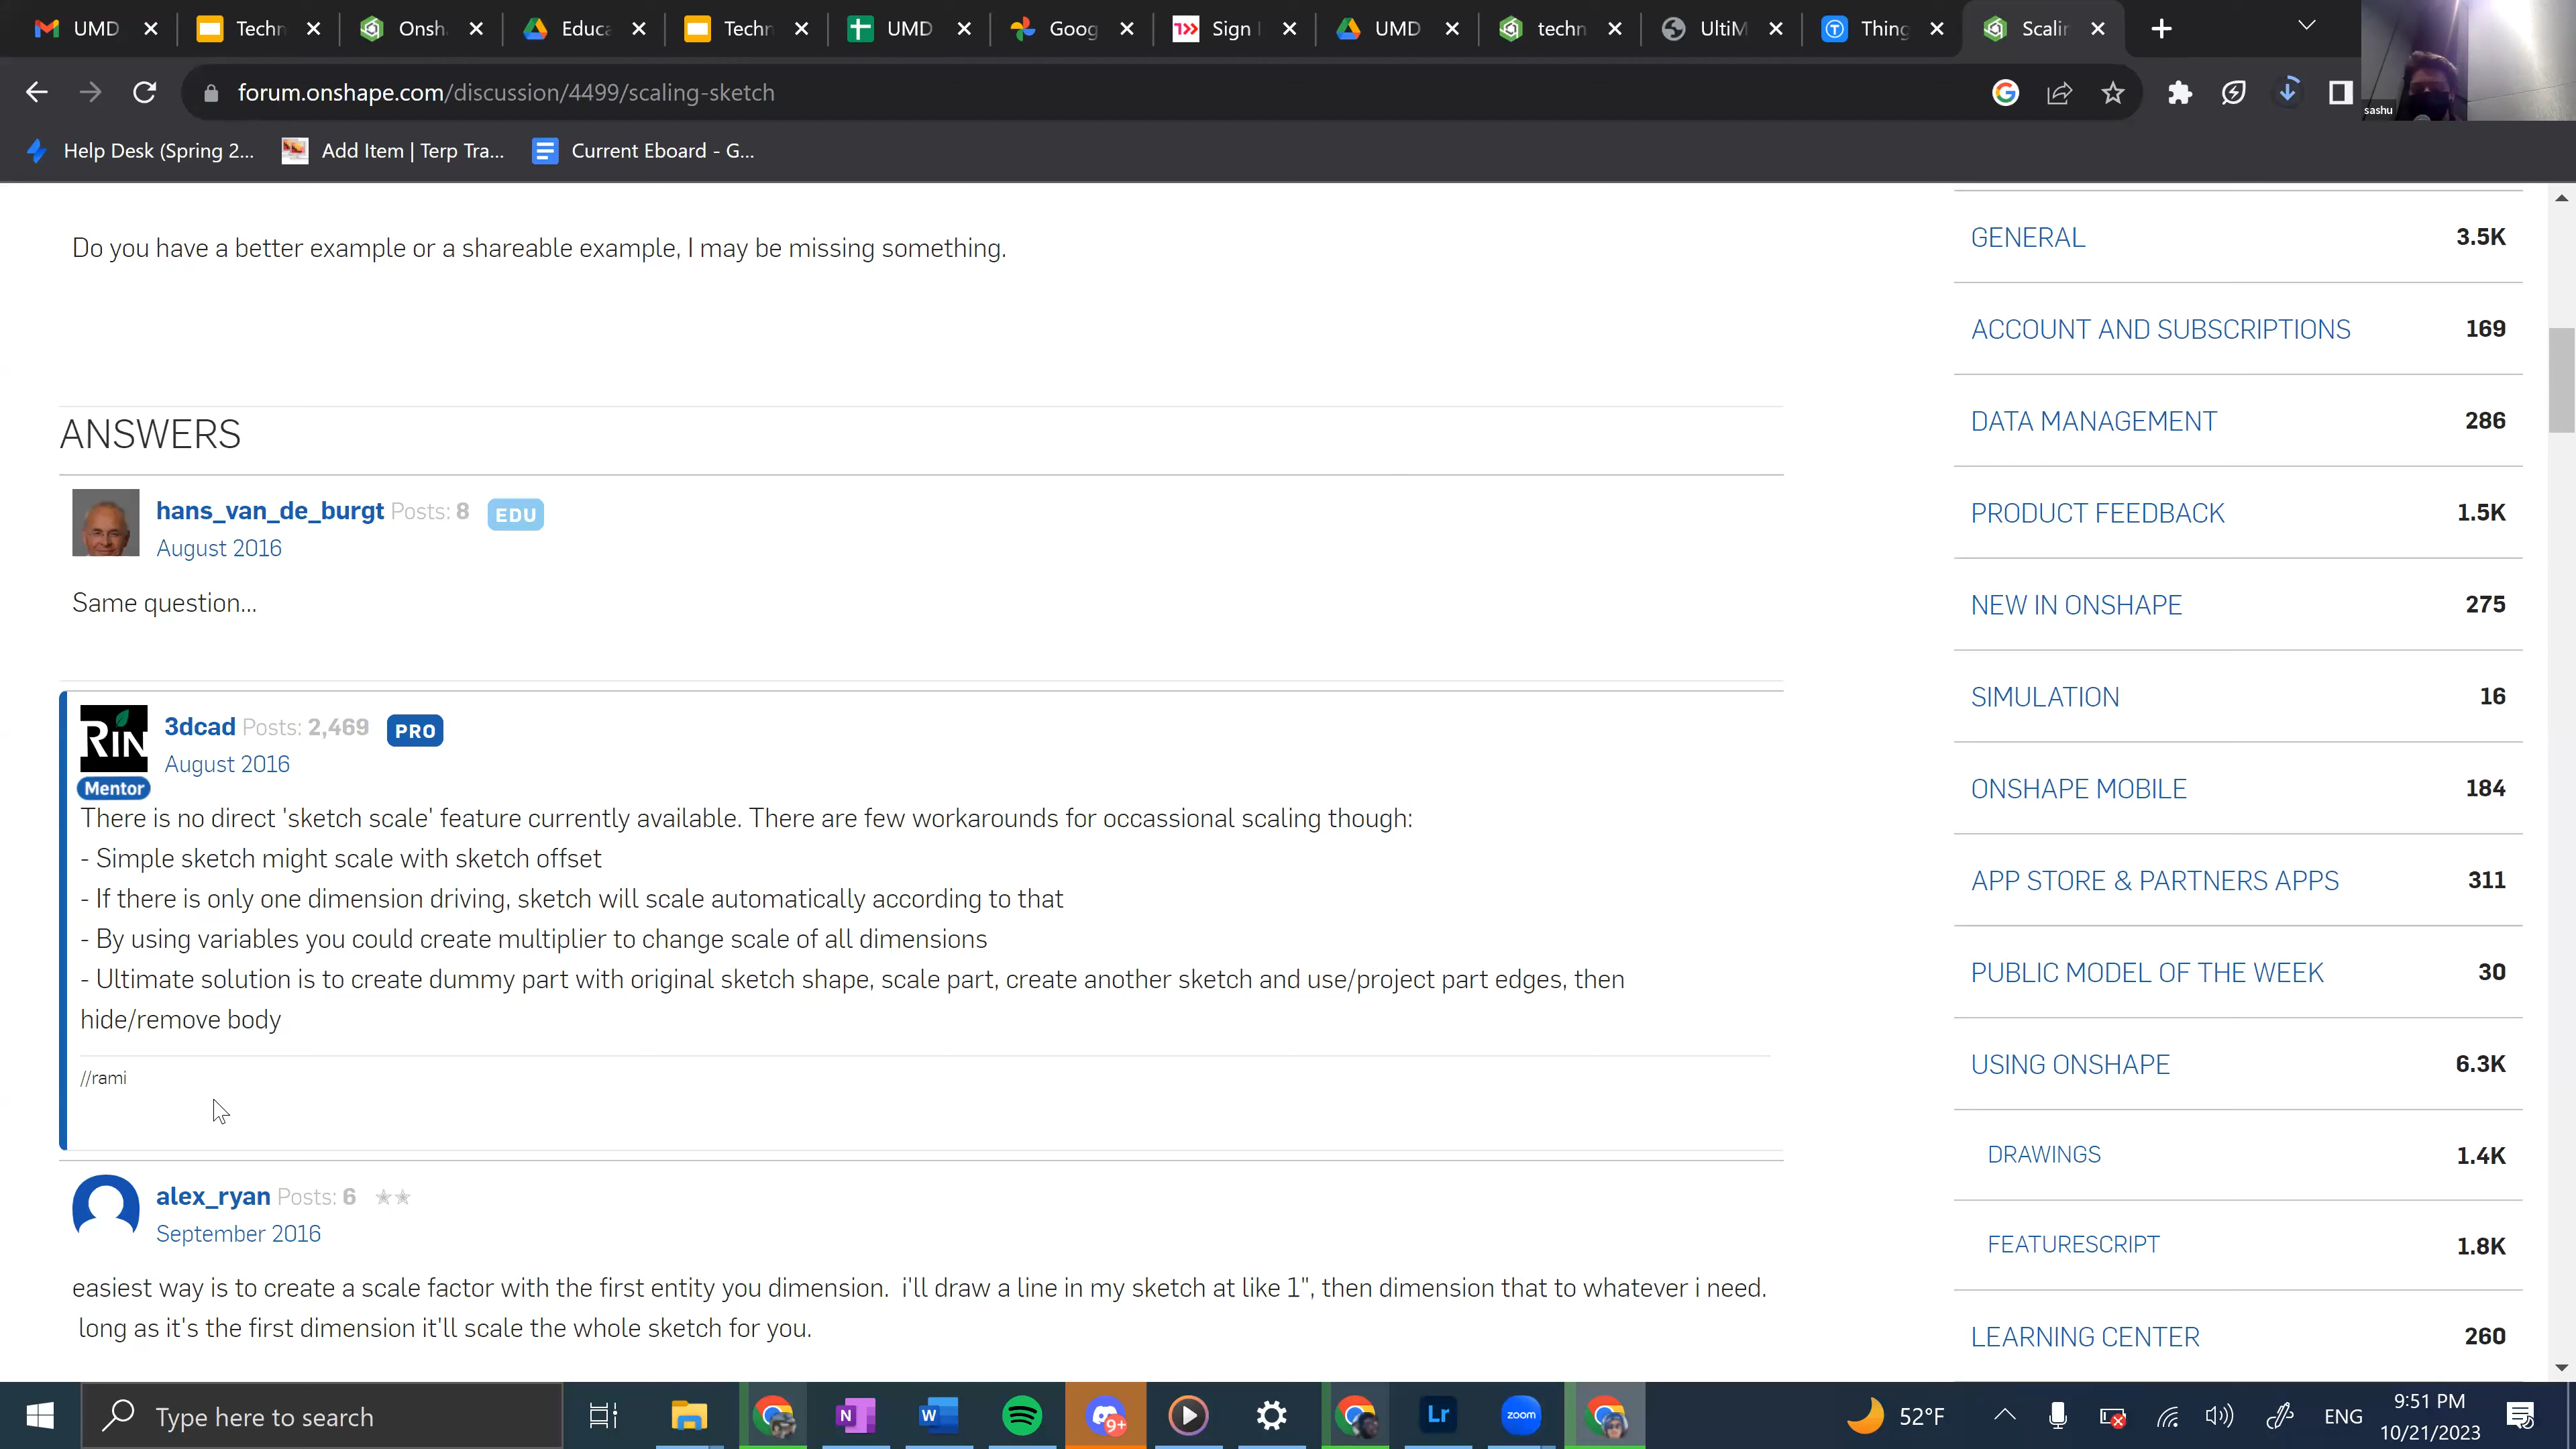 UMD
Techn
Onsh
Educa
Techn
UMD
Goog
Sign
UMD
techn
UltiM
Thing
Scalin
forum.onshape.com/discussion/4499/scaling-sketch
sashu
Help Desk (Spring 2...
Add Item | Terp Tra...
Current Eboard - G...
Do you have a better example or a shareable example, I may be missing something.
ANSWERS
hans_van_de_burgt Posts: 8 EDU
August 2016
Same question...
RIN
3dcad Posts: 2,469 PRO
August 2016
Mentor
There is no direct 'sketch scale' feature currently available. There are few workarounds for occassional scaling though:
- Simple sketch might scale with sketch offset
- If there is only one dimension driving, sketch will scale automatically according to that
- By using variables you could create multiplier to change scale of all dimensions
- Ultimate solution is to create dummy part with original sketch shape, scale part, create another sketch and use/project part edges, then
hide/remove body
//rami
alex_ryan Posts: 6
September 2016
easiest way is to create a scale factor with the first entity you dimension. i'll draw a line in my sketch at like 1", then dimension that to whatever i need.
long as it's the first dimension it'll scale the whole sketch for you.
GENERAL 3.5K
ACCOUNT AND SUBSCRIPTIONS 169
DATA MANAGEMENT 286
PRODUCT FEEDBACK 1.5K
NEW IN ONSHAPE 275
SIMULATION 16
ONSHAPE MOBILE 184
APP STORE & PARTNERS APPS 311
PUBLIC MODEL OF THE WEEK 30
USING ONSHAPE 6.3K
DRAWINGS 1.4K
FEATURESCRIPT 1.8K
LEARNING CENTER 260
Type here to search
N
W
9+
Lr
zoom
52°F
ENG
9:51 PM
10/21/2023